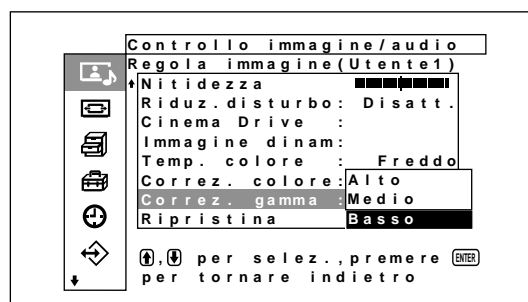 Controllo immagine/audio
Regola immagine(Utente1)
Nitidezza
Riduz.disturbo: Disatt.
Cinema Drive :
Immagine dinam:
Temp. colore : Freddo
Correz. colore:
Alto
Correz. gamma :
Medio
Ripristina
Basso
, per selez.,premere ENTER
per tornare indietro